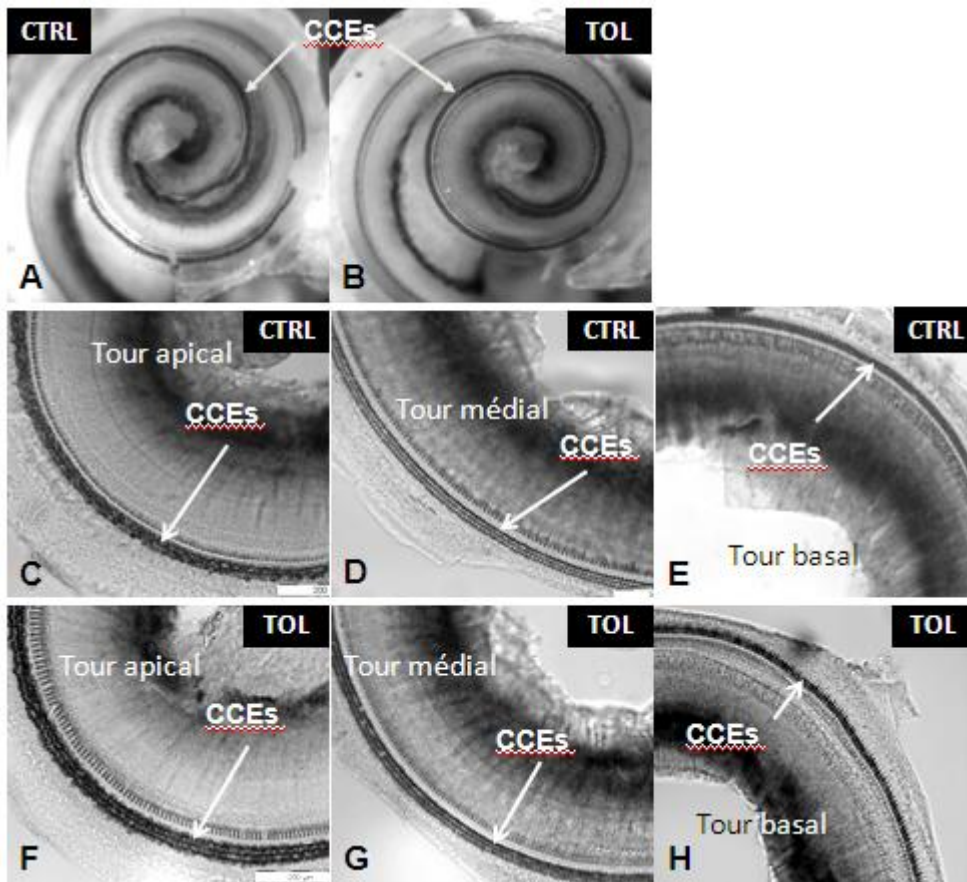 CTRL
CCEs
TOL
A
B
CTRL
Tour apical
CCEs
C
CTRL
Tour médial
CCEs
D
CTRL
CCEs
Tour basal
E
TOL
Tour apical
CCEs
F
TOL
Tour médial
CCEs
G
TOL
CCEs
Tour basal
H